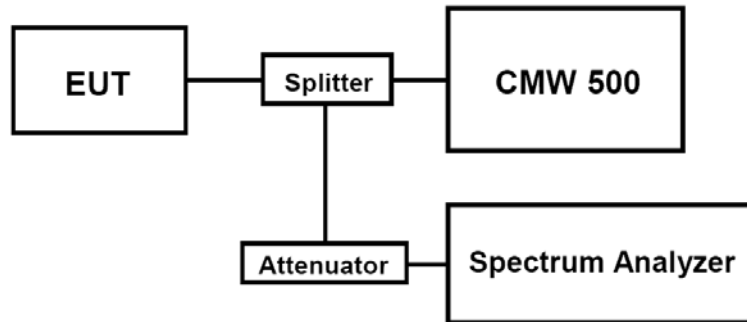 EUT
Splitter
CMW 500
Attenuator
Spectrum Analyzer